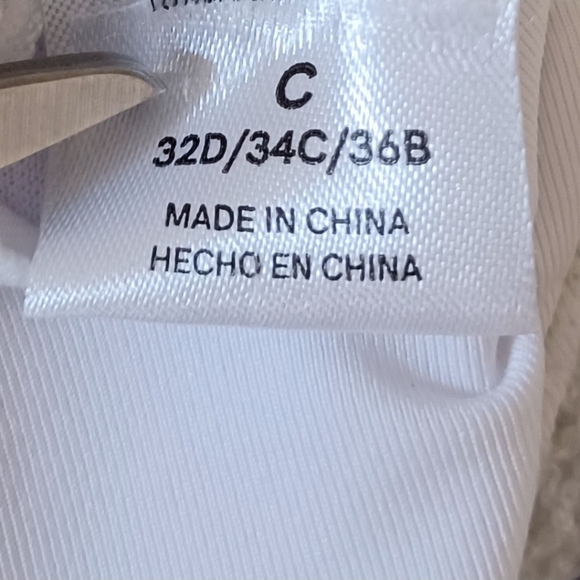 C
32D/34C/36B
MADE IN CHINA
HECHO EN CHINA